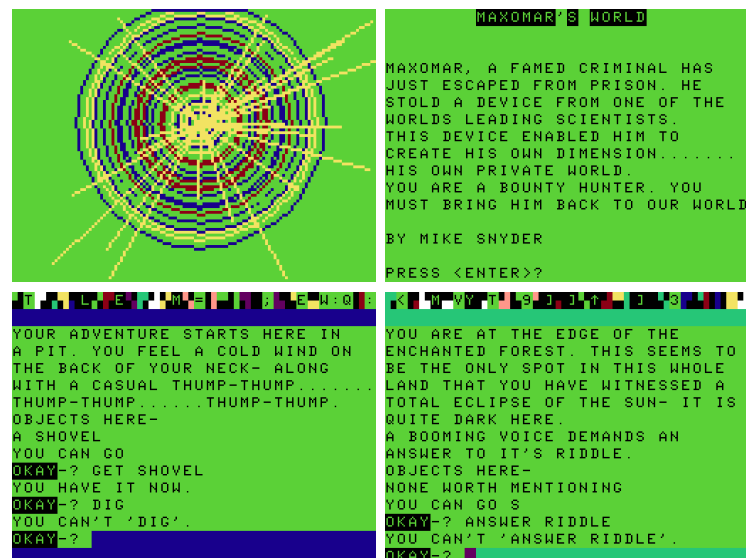 MAXOMAR'S WORLD
MAXOMAR, A FAMED CRIMINAL HAS
JUST ESCAPED FROM PRISON. HE
STOLD A DEVICE FROM ONE OF THE
WORLDS LEADING SCIENTISTS.
THIS DEVICE ENABLED HIM TO
CREATE HIS OWN DIMENSION.......
HIS OWN PRIVATE WORLD.
YOU ARE A BOUNTY HUNTER. YOU
MUST BRING HIM BACK TO OUR WORLD
BY MIKE SNYDER
PRESS <ENTER>?
YOUR ADVENTURE STARTS HERE IN
A PIT. YOU FEEL A COLD WIND ON
THE BACK OF YOUR NECK- ALONG
WITH A CASUAL THUMP-THUMP........
THUMP-THUMP......THUMP-THUMP.
OBJECTS HERE-
A SHOVEL
YOU CAN GO
OKAY-? GET SHOVEL
YOU HAVE IT NOW.
OKAY-? DIG
YOU CAN'T 'DIG'.
OKAY-?
YOU ARE AT THE EDGE OF THE
ENCHANTED FOREST. THIS SEEMS TO
BE THE ONLY SPOT IN THIS WHOLE
LAND THAT YOU HAVE WITNESSED A
TOTAL ECLIPSE OF THE SUN- IT IS
QUITE DARK HERE.
A BOOMING VOICE DEMANDS AN
ANSWER TO IT'S RIDDLE.
OBJECTS HERE-
NONE WORTH MENTIONING
YOU CAN GO S
OKAY-? ANSWER RIDDLE
YOU CAN'T 'ANSWER RIDDLE'.
OKAY-?